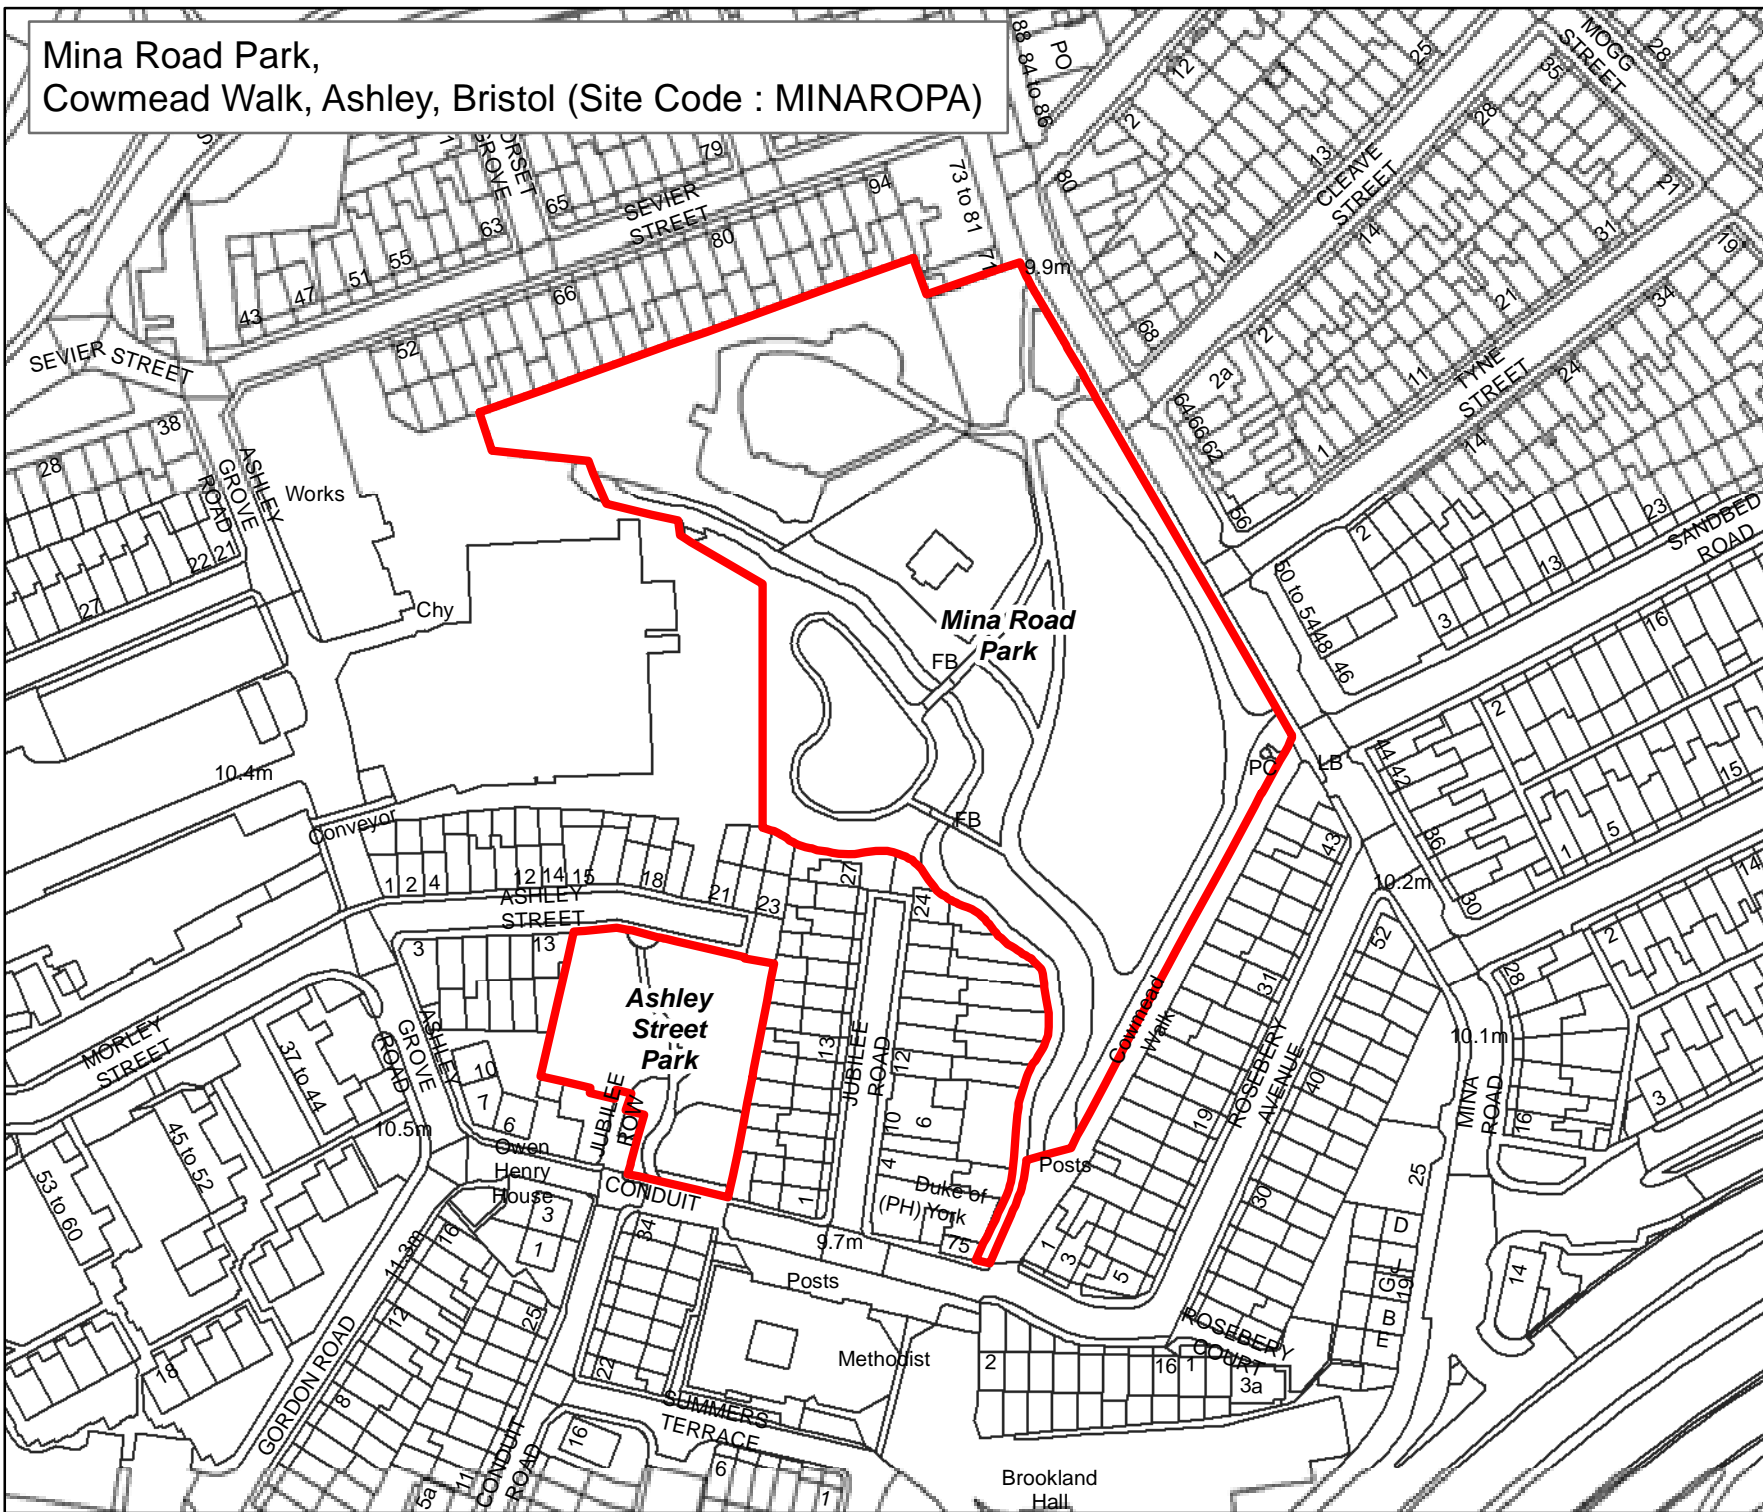 Mina Road Park,
Cowmead Walk, Ashley, Bristol (Site Code : MINAROPA)
88
84 to 86
PO
12
25
MOGG
STREET
28
35
2
13
CLEAVE
STREET
28
21
80
1
14
31
19
GROVE
79
SEVIER
STREET
94
73 to 81
71
9.9m
65
63
80
55
51
47
43
66
52
SEVIER STREET
68
2
2a
21
34
11
TYNE
STREET
24
64
66
62
1
14
56
38
28
ASHLEY
GROVE
ROAD
Works
22
21
27
Chy
2
23
SANDBED
ROAD
13
50 to 54
48
46
3
16
Mina Road
Park
FB
2
15
5
1
PC
LB
44
42
36
30
14
10.4m
Conveyor
FB
43
10.2m
1
2
4
12
14
15
18
21
23
27
24
ASHLEY
STREET
3
13
52
2
28
Ashley
Street
Park
31
Cowmead
Walk
ROSEBERY
AVENUE
40
10.1m
MINA
ROAD
16
3
MORLEY
STREET
37 to 44
ASHLEY
GROVE
ROAD
10
7
6
10.5m
45 to 52
53 to 60
JUBILEE
ROW
13
JUBILEE
ROAD
12
10
6
4
1
19
30
25
Owen
Henry
House
3
1
CONDUIT
34
Duke of
(PH) York
75
Posts
1
3
5
9.7m
Posts
D
G
19
B
E
14
11.3m
16
12
25
22
GORDON ROAD
8
18
Methodist
2
16
1
ROSEBERY
COURT
3a
SUMMERS
TERRACE
16
6
1
CONDUIT
ROAD
11
5a
Brookland
Hall